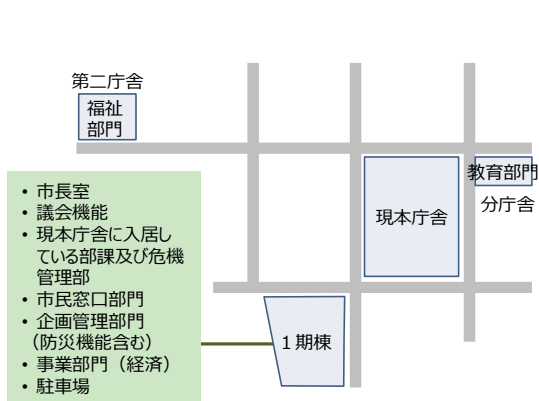 第二庁舎
福祉
部門
教育部門
分庁舎
現本庁舎
１期棟
• 市長室
• 議会機能
• 現本庁舎に入居し
ている部課及び危機
管理部
• 市民窓口部門
• 企画管理部門
（防災機能含む）
• 事業部門（経済）
• 駐車場